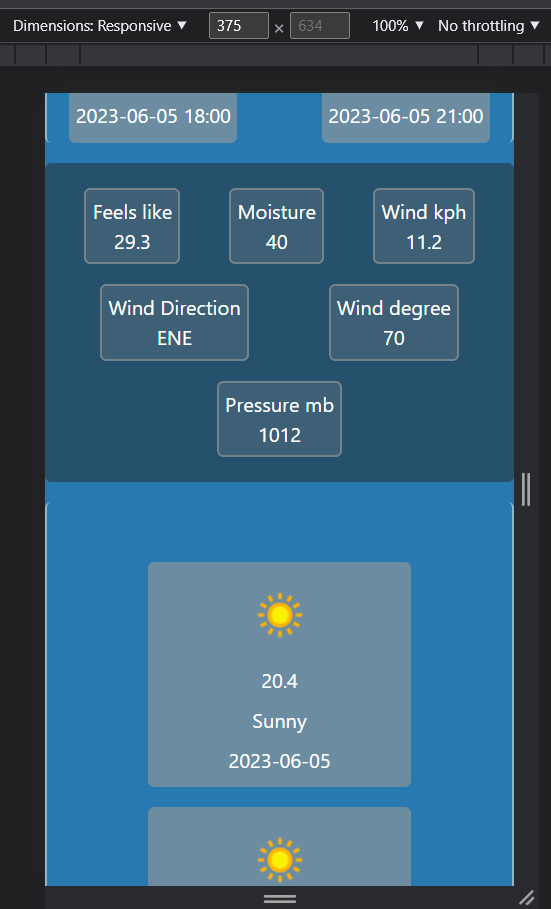 Dimensions: Responsive ▼ 375 × 634 100% ▼ No throttling ▼
2023-06-05 18:00 2023-06-05 21:00
Feels like Moisture Wind kph
29.3 40 11.2
Wind Direction Wind degree
ENE 70
Pressure mb
1012
20.4
Sunny
2023-06-05